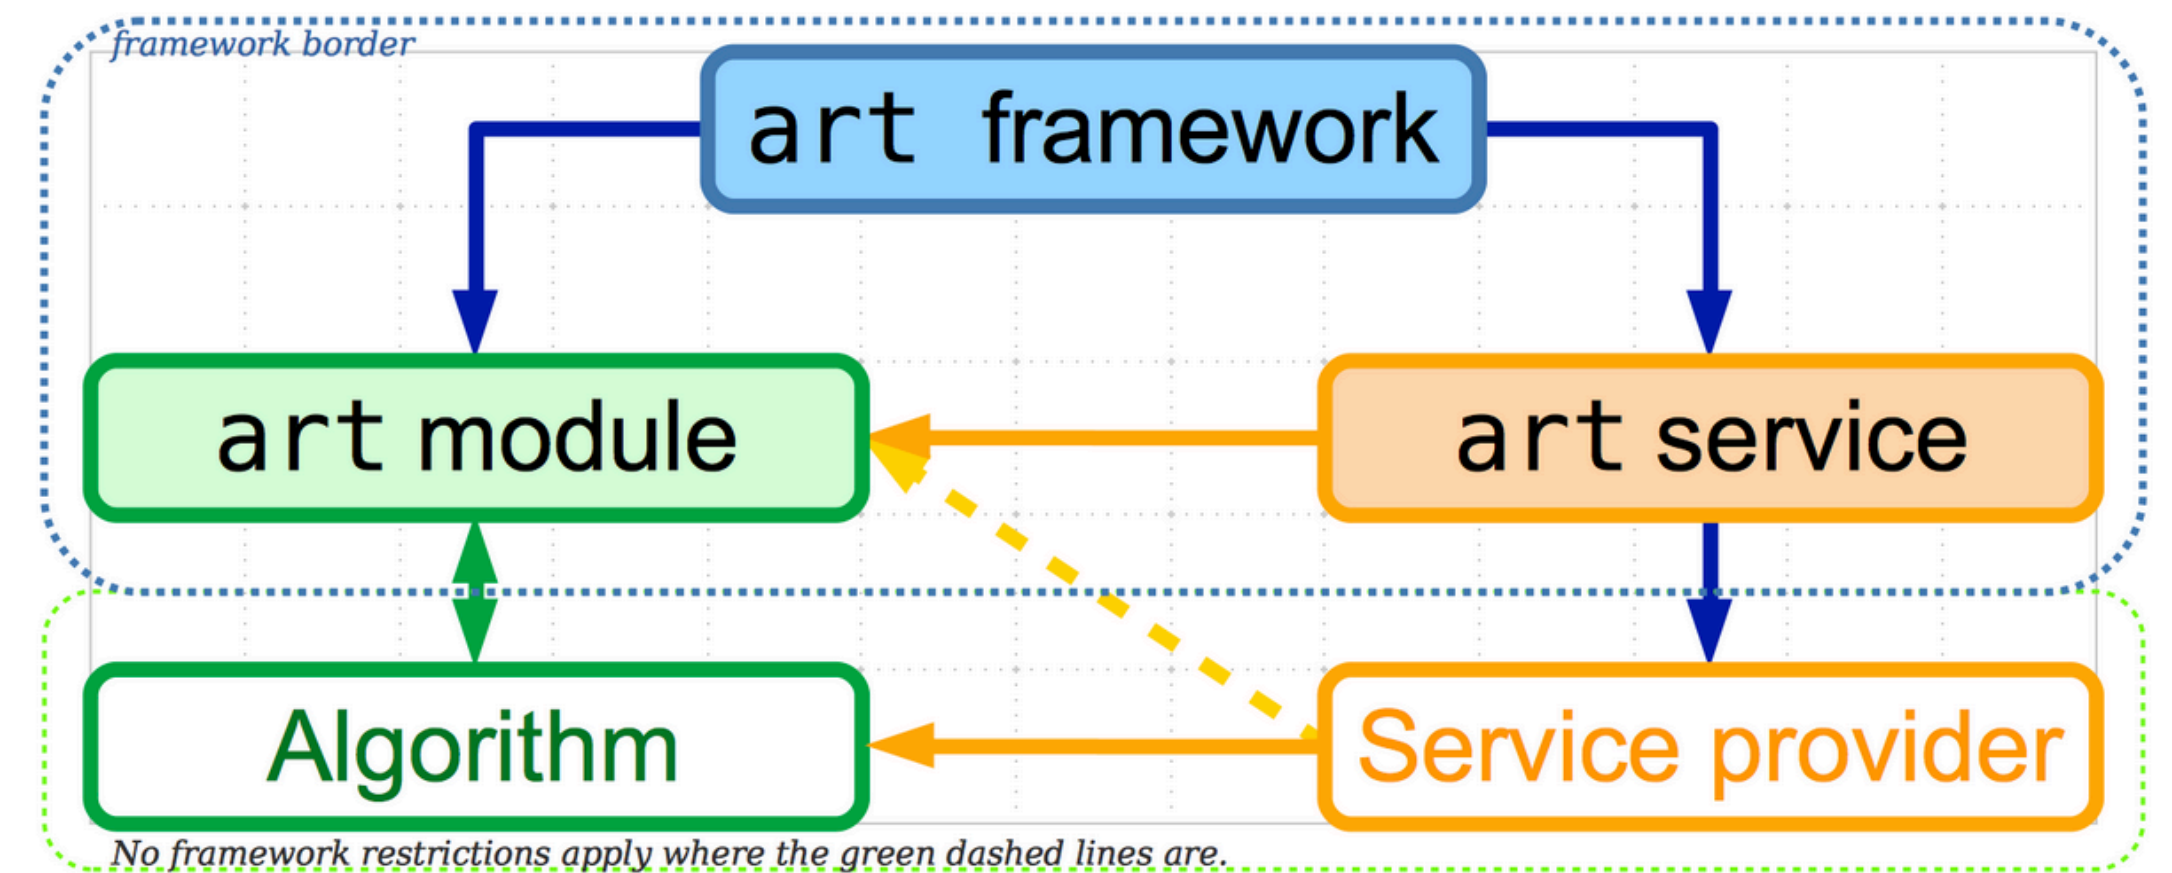 framework border
art framework
art module
art service
Algorithm
Service provider
No framework restrictions apply where the green dashed lines are.